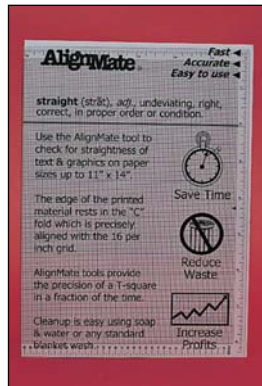 AlignMate
Fast
Accurate
Easy to use
straight (strāt), adj., undeviating, right,
correct, in proper order or condition.
Use the AlignMate tool to
check for straightness of
text & graphics on paper
sizes up to 11" x 14".
Save Time
The edge of the printed
material rests in the "C"
fold which is precisely
aligned with the 16 per
inch grid.
Reduce
Waste
AlignMate tools provide
the precision of a T-square
in a fraction of the time.
Cleanup is easy using soap
& water or any standard
blanket wash.
Increase
Profits